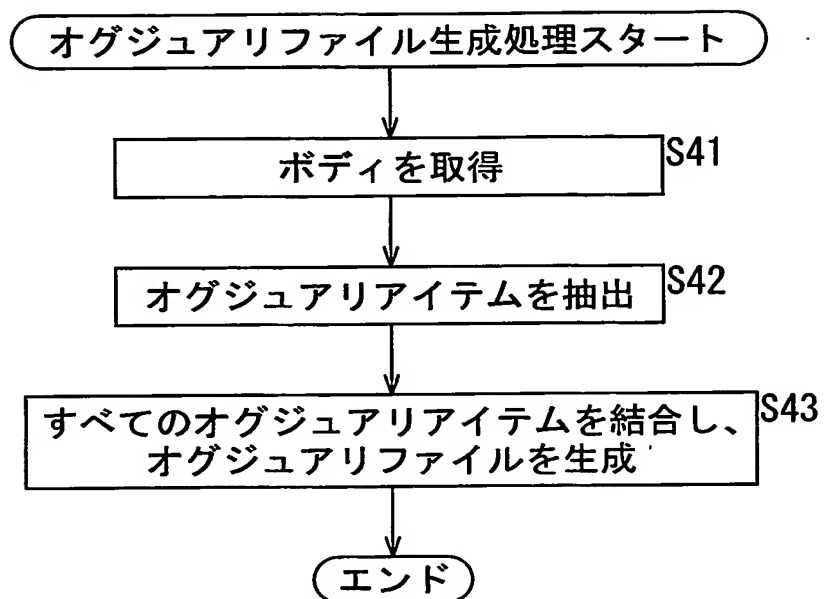 オグジュアリファイル生成処理スタート
ボディを取得
S41
オグジュアリアイテムを抽出
S42
すべてのオグジュアリアイテムを結合し、
オグジュアリファイルを生成
S43
エンド